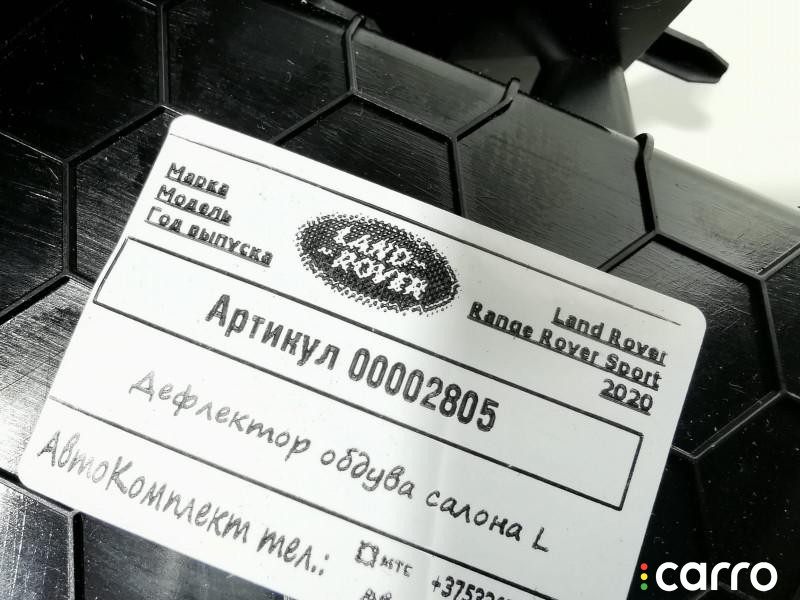 Марка
Модель
Год выпуска
LAND-
-ROVER
Land Rover
Range Rover Sport
2020
Артикул 00002805
Дефлектор обдува салона L
АвтоКомплект тел.:
МТС
carro